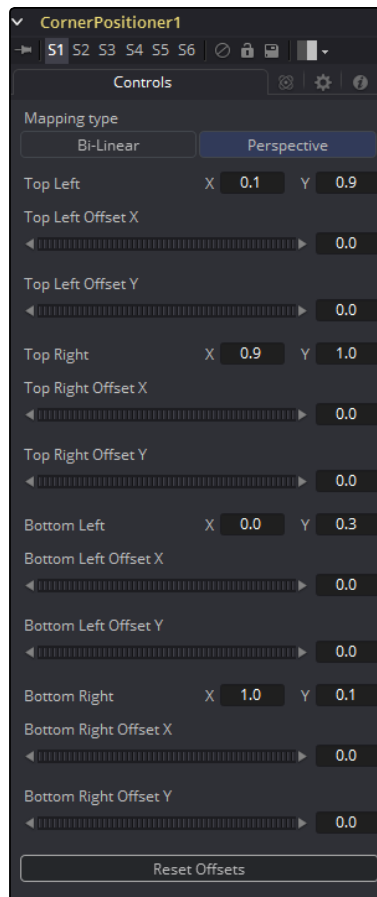 CornerPositioner1
S1 S2 S3 S4 S5 S6
Controls
Mapping type
Bi-Linear Perspective
Top Left X 0.1 Y 0.9
Top Left Offset X
0.0
Top Left Offset Y
0.0
Top Right X 0.9 Y 1.0
Top Right Offset X
0.0
Top Right Offset Y
0.0
Bottom Left X 0.0 Y 0.3
Bottom Left Offset X
0.0
Bottom Left Offset Y
0.0
Bottom Right X 1.0 Y 0.1
Bottom Right Offset X
0.0
Bottom Right Offset Y
0.0
Reset Offsets